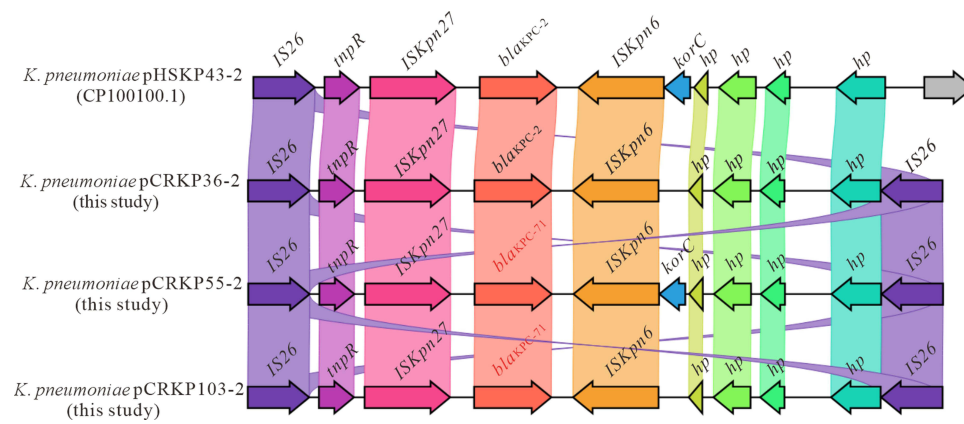 IS26 tnpR ISKpn27 blaKPC-2 ISKpn6 korC hp hp hp hp
K. pneumoniae pHSKP43-2
(CP100100.1)
IS26 tnpR ISKpn27 blaKPC-2 ISKpn6 hp hp hp hp IS26
K. pneumoniae pCRKP36-2
(this study)
IS26 tnpR ISKpn27 blaKPC-71 ISKpn6 korC hp hp hp hp IS26
K. pneumoniae pCRKP55-2
(this study)
IS26 tnpR ISKpn27 blaKPC-71 ISKpn6 hp hp hp hp IS26
K. pneumoniae pCRKP103-2
(this study)